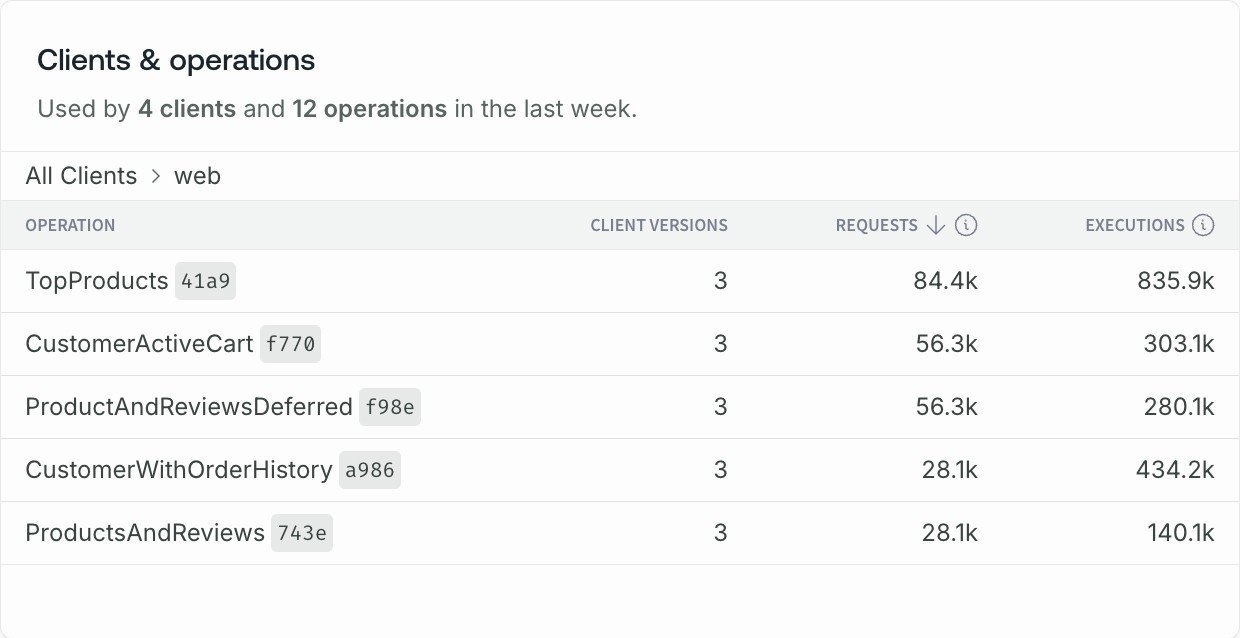 Clients & operations
Used by 4 clients and 12 operations in the last week.
All Clients > web
OPERATION CLIENT VERSIONS REQUESTS ↓ i EXECUTIONS i
TopProducts 41a9 3 84.4k 835.9k
CustomerActiveCart f770 3 56.3k 303.1k
ProductAndReviewsDeferred f98e 3 56.3k 280.1k
CustomerWithOrderHistory a986 3 28.1k 434.2k
ProductsAndReviews 743e 3 28.1k 140.1k